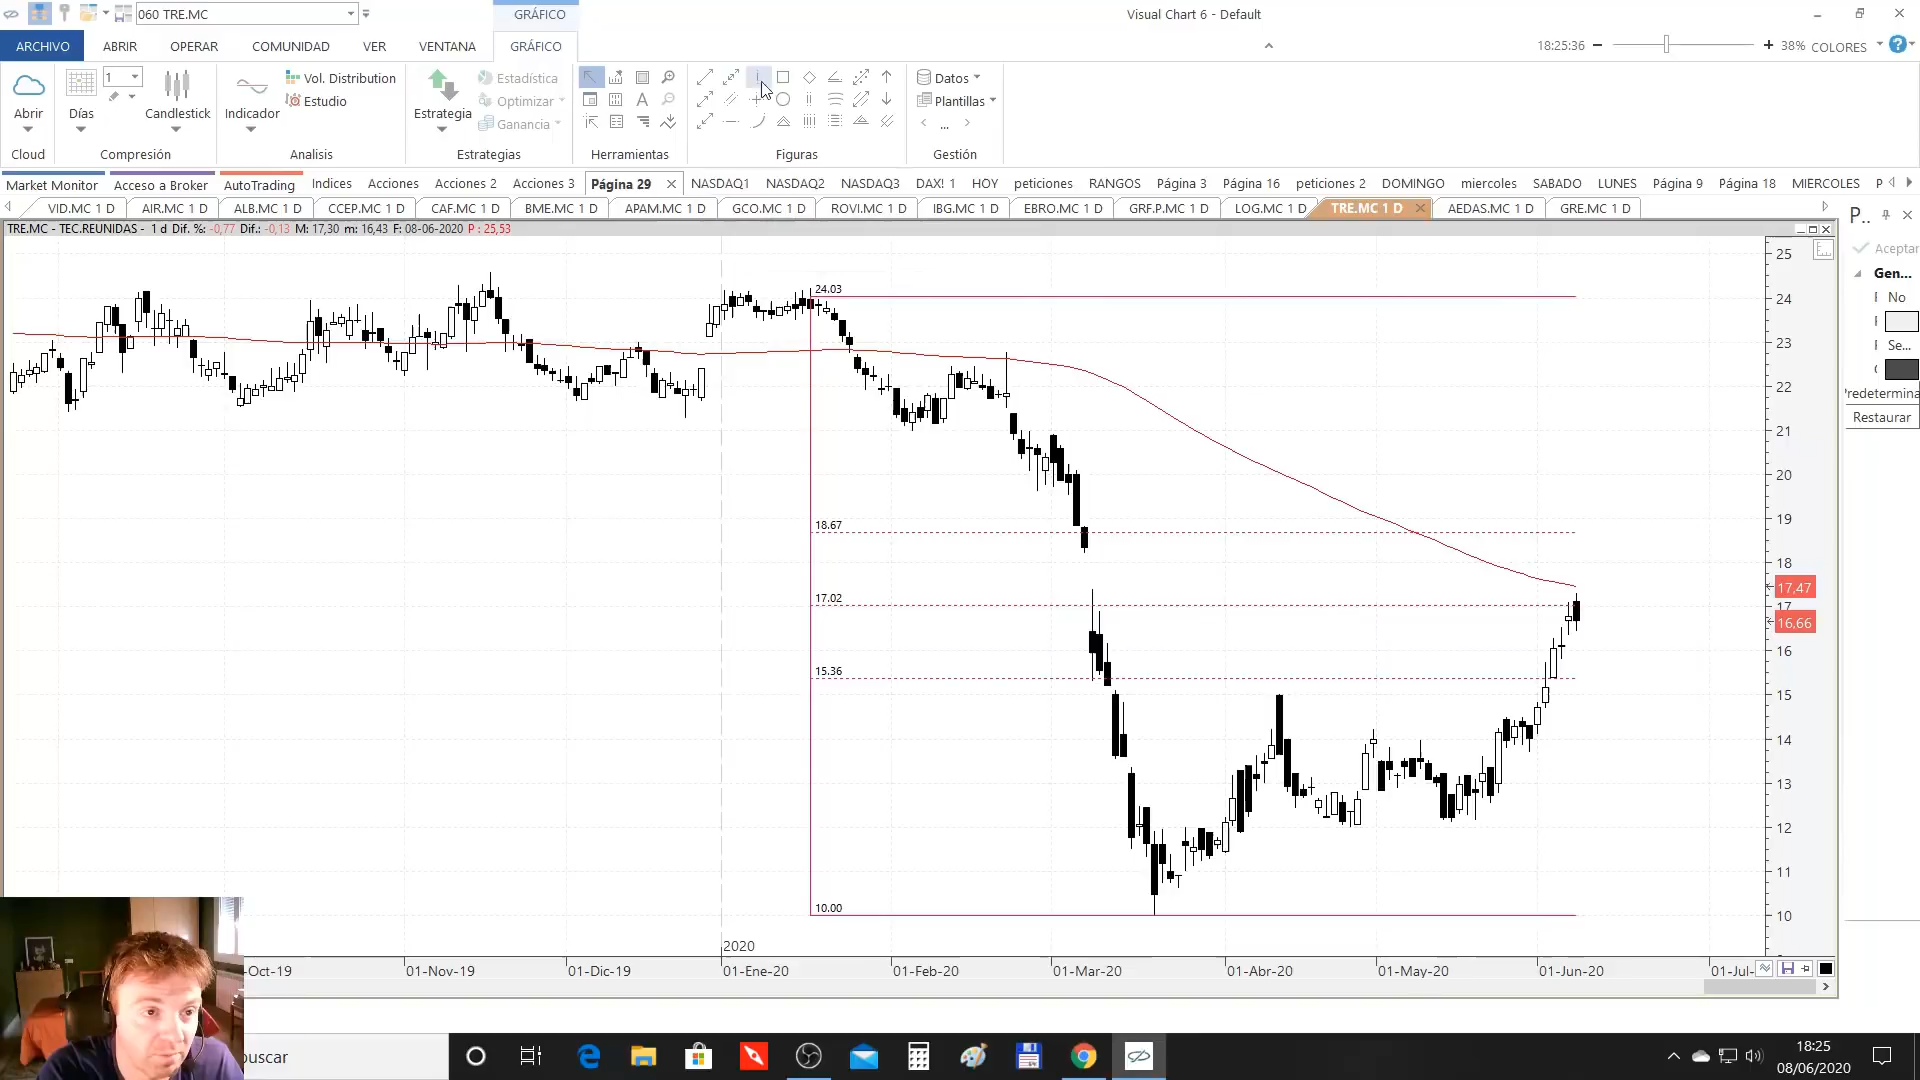 060 TRE.MC
GRÁFICO
Visual Chart 6 - Default
ARCHIVO
ABRIR
OPERAR
COMUNIDAD
VER
VENTANA
GRÁFICO
18:25:36
38%
COLORES
Abrir
Días
1
Candlestick
Indicador
Vol. Distribution
Estudio
Estrategia
Estadística
Optimizar
Ganancia
Datos
Plantillas
...
Cloud
Compresión
Analisis
Estrategias
Herramientas
Figuras
Gestión
Market Monitor
Acceso a Broker
AutoTrading
Indices
Acciones
Acciones 2
Acciones 3
Página 29
NASDAQ1
NASDAQ2
NASDAQ3
DAX! 1
HOY
peticiones
RANGOS
Página 3
Página 16
peticiones 2
DOMINGO
miercoles
SABADO
LUNES
Página 9
Página 18
MIERCOLES
P
VID.MC 1 D
AIR.MC 1 D
ALB.MC 1 D
CCEP.MC 1 D
CAF.MC 1 D
BME.MC 1 D
APAM.MC 1 D
GCO.MC 1 D
ROVI.MC 1 D
IBG.MC 1 D
EBRO.MC 1 D
GRF.P.MC 1 D
LOG.MC 1 D
TRE.MC 1 D
AEDAS.MC 1 D
GRE.MC 1 D
P..
TRE.MC - TEC.REUNIDAS - 1 d Dif. %: -0,77 Dif.: -0,13 M: 17,30 m: 16,43 F: 08-06-2020 P : 25,53
Aceptar
Gen...
No
Se...
Predetermina
Restaurar
25
24
23
22
21
20
19
18
17,47
17
16,66
16
15
14
13
12
11
10
24.03
18.67
17.02
15.36
10.00
2020
-Oct-19
01-Nov-19
01-Dic-19
01-Ene-20
01-Feb-20
01-Mar-20
01-Abr-20
01-May-20
01-Jun-20
01-Jul-
buscar
18:25
08/06/2020